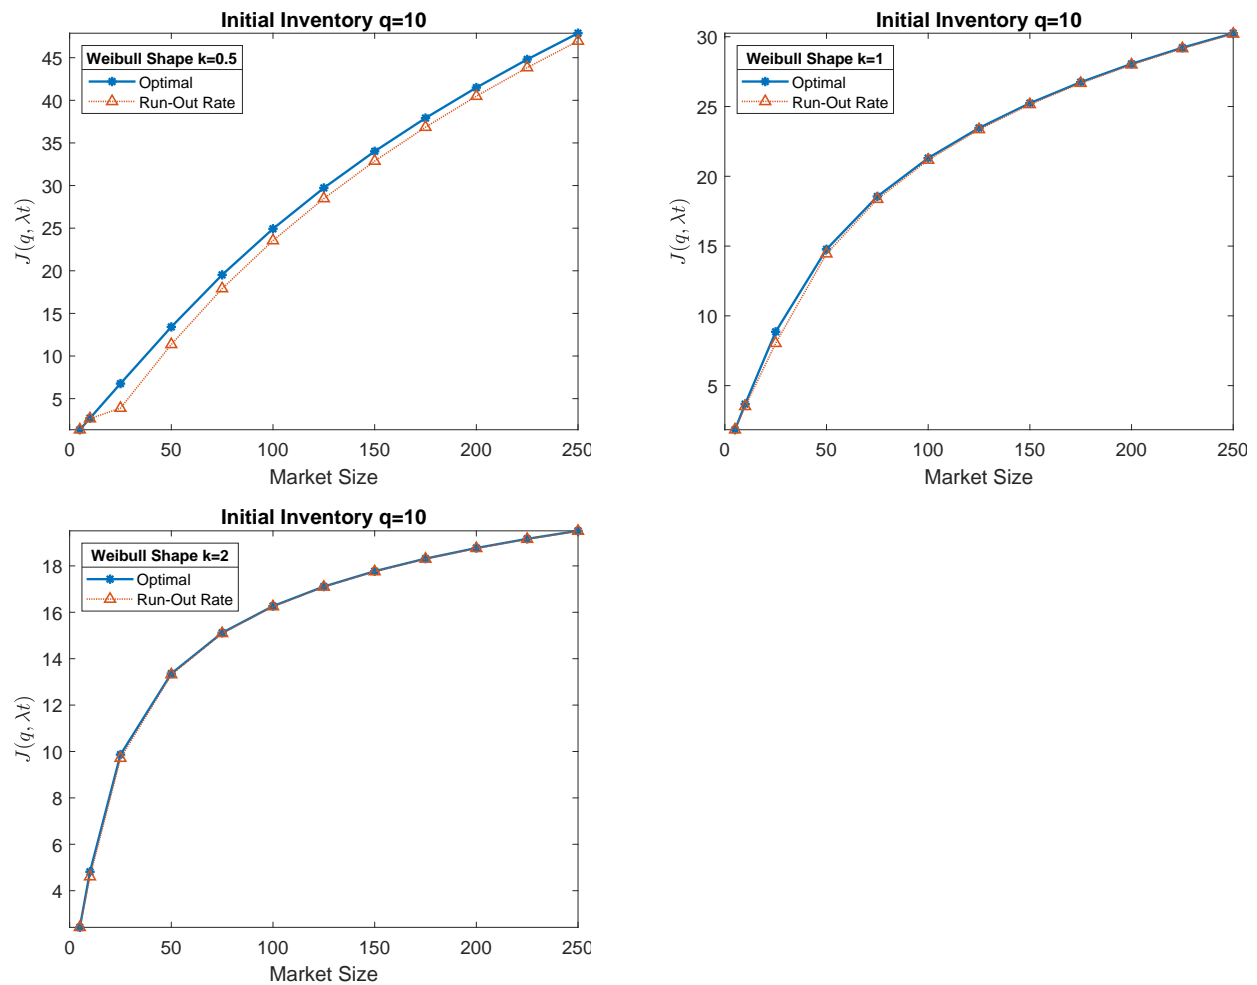 Initial Inventory q=10
Weibull Shape k=0.5
Optimal
Run-Out Rate
J(q, λt)
45
40
35
30
25
20
15
10
5
0
50
100
150
200
250
Market Size
Initial Inventory q=10
Weibull Shape k=1
Optimal
Run-Out Rate
J(q, λt)
30
25
20
15
10
5
0
50
100
150
200
250
Market Size
Initial Inventory q=10
Weibull Shape k=2
Optimal
Run-Out Rate
J(q, λt)
18
16
14
12
10
8
6
4
0
50
100
150
200
250
Market Size